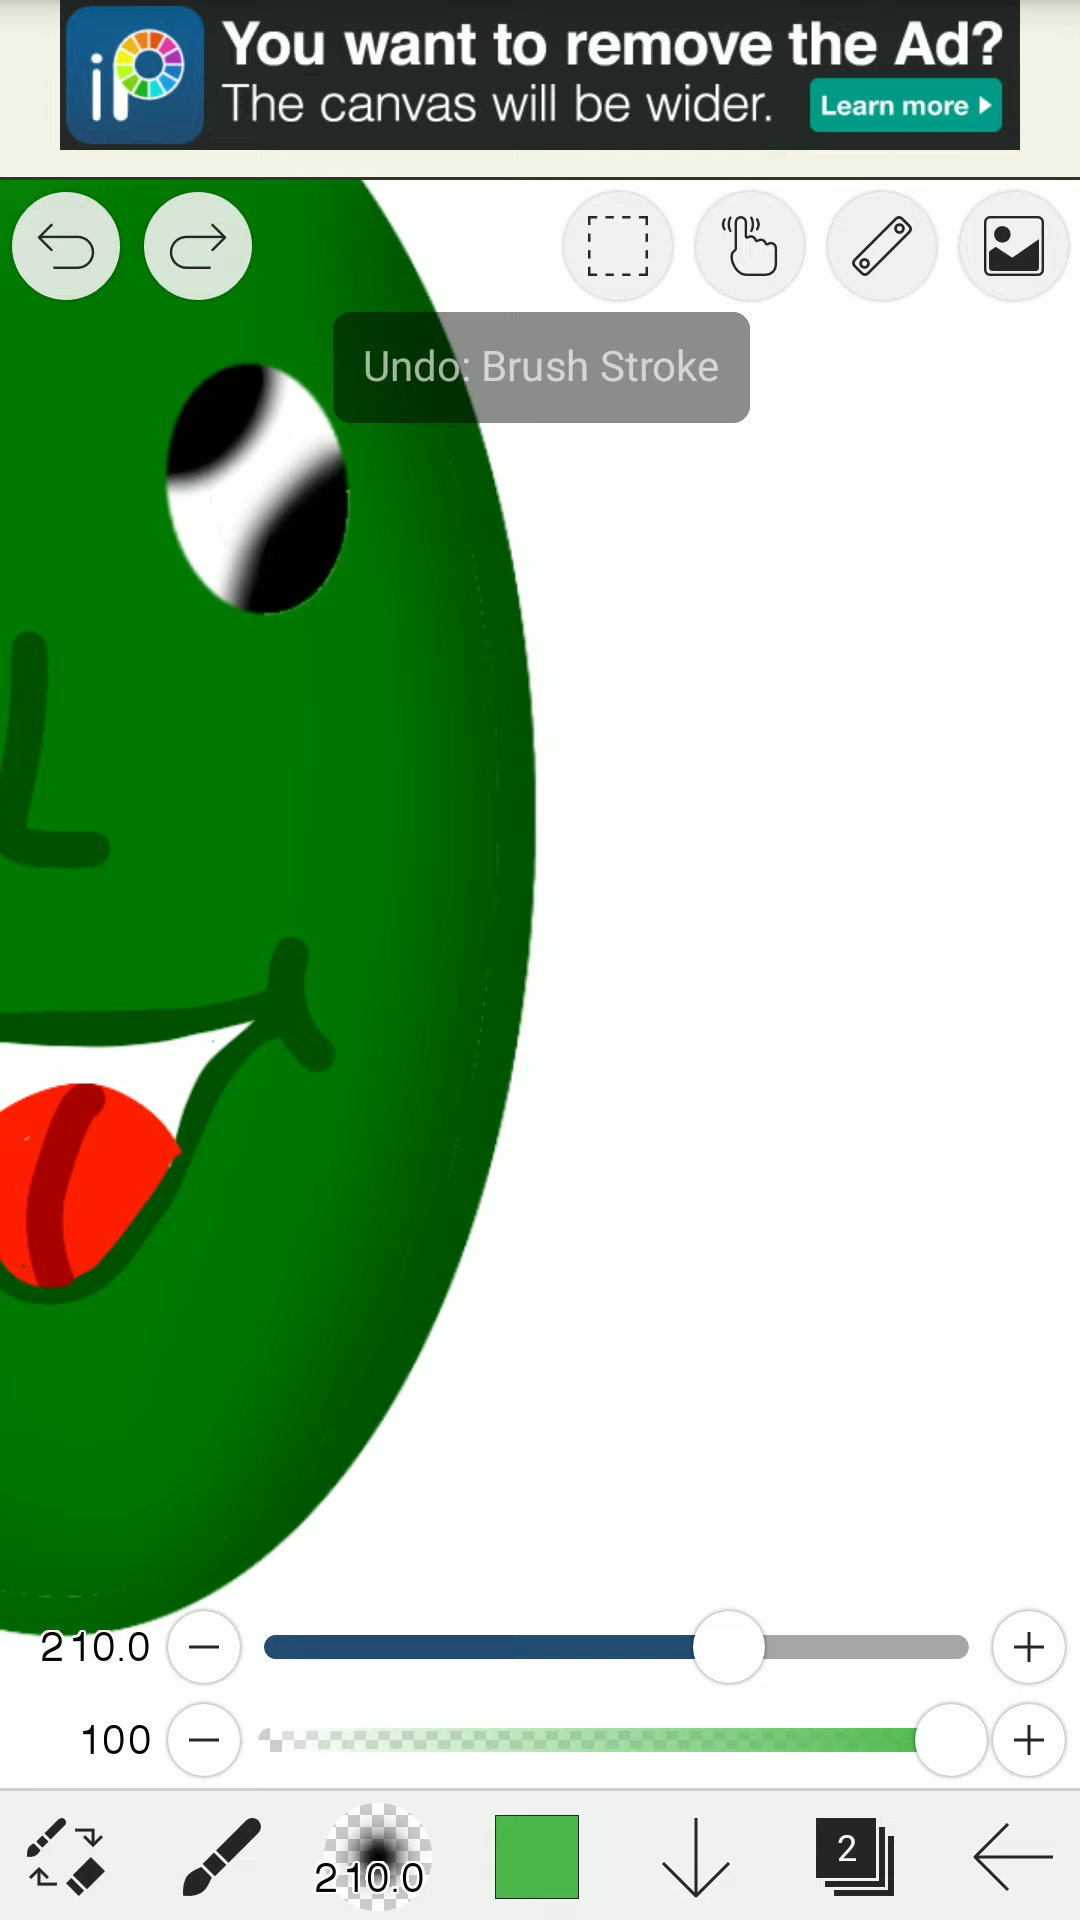 iP
You want to remove the Ad?
The canvas will be wider.
Learn more
Undo: Brush Stroke
210.0
100
210.0
2